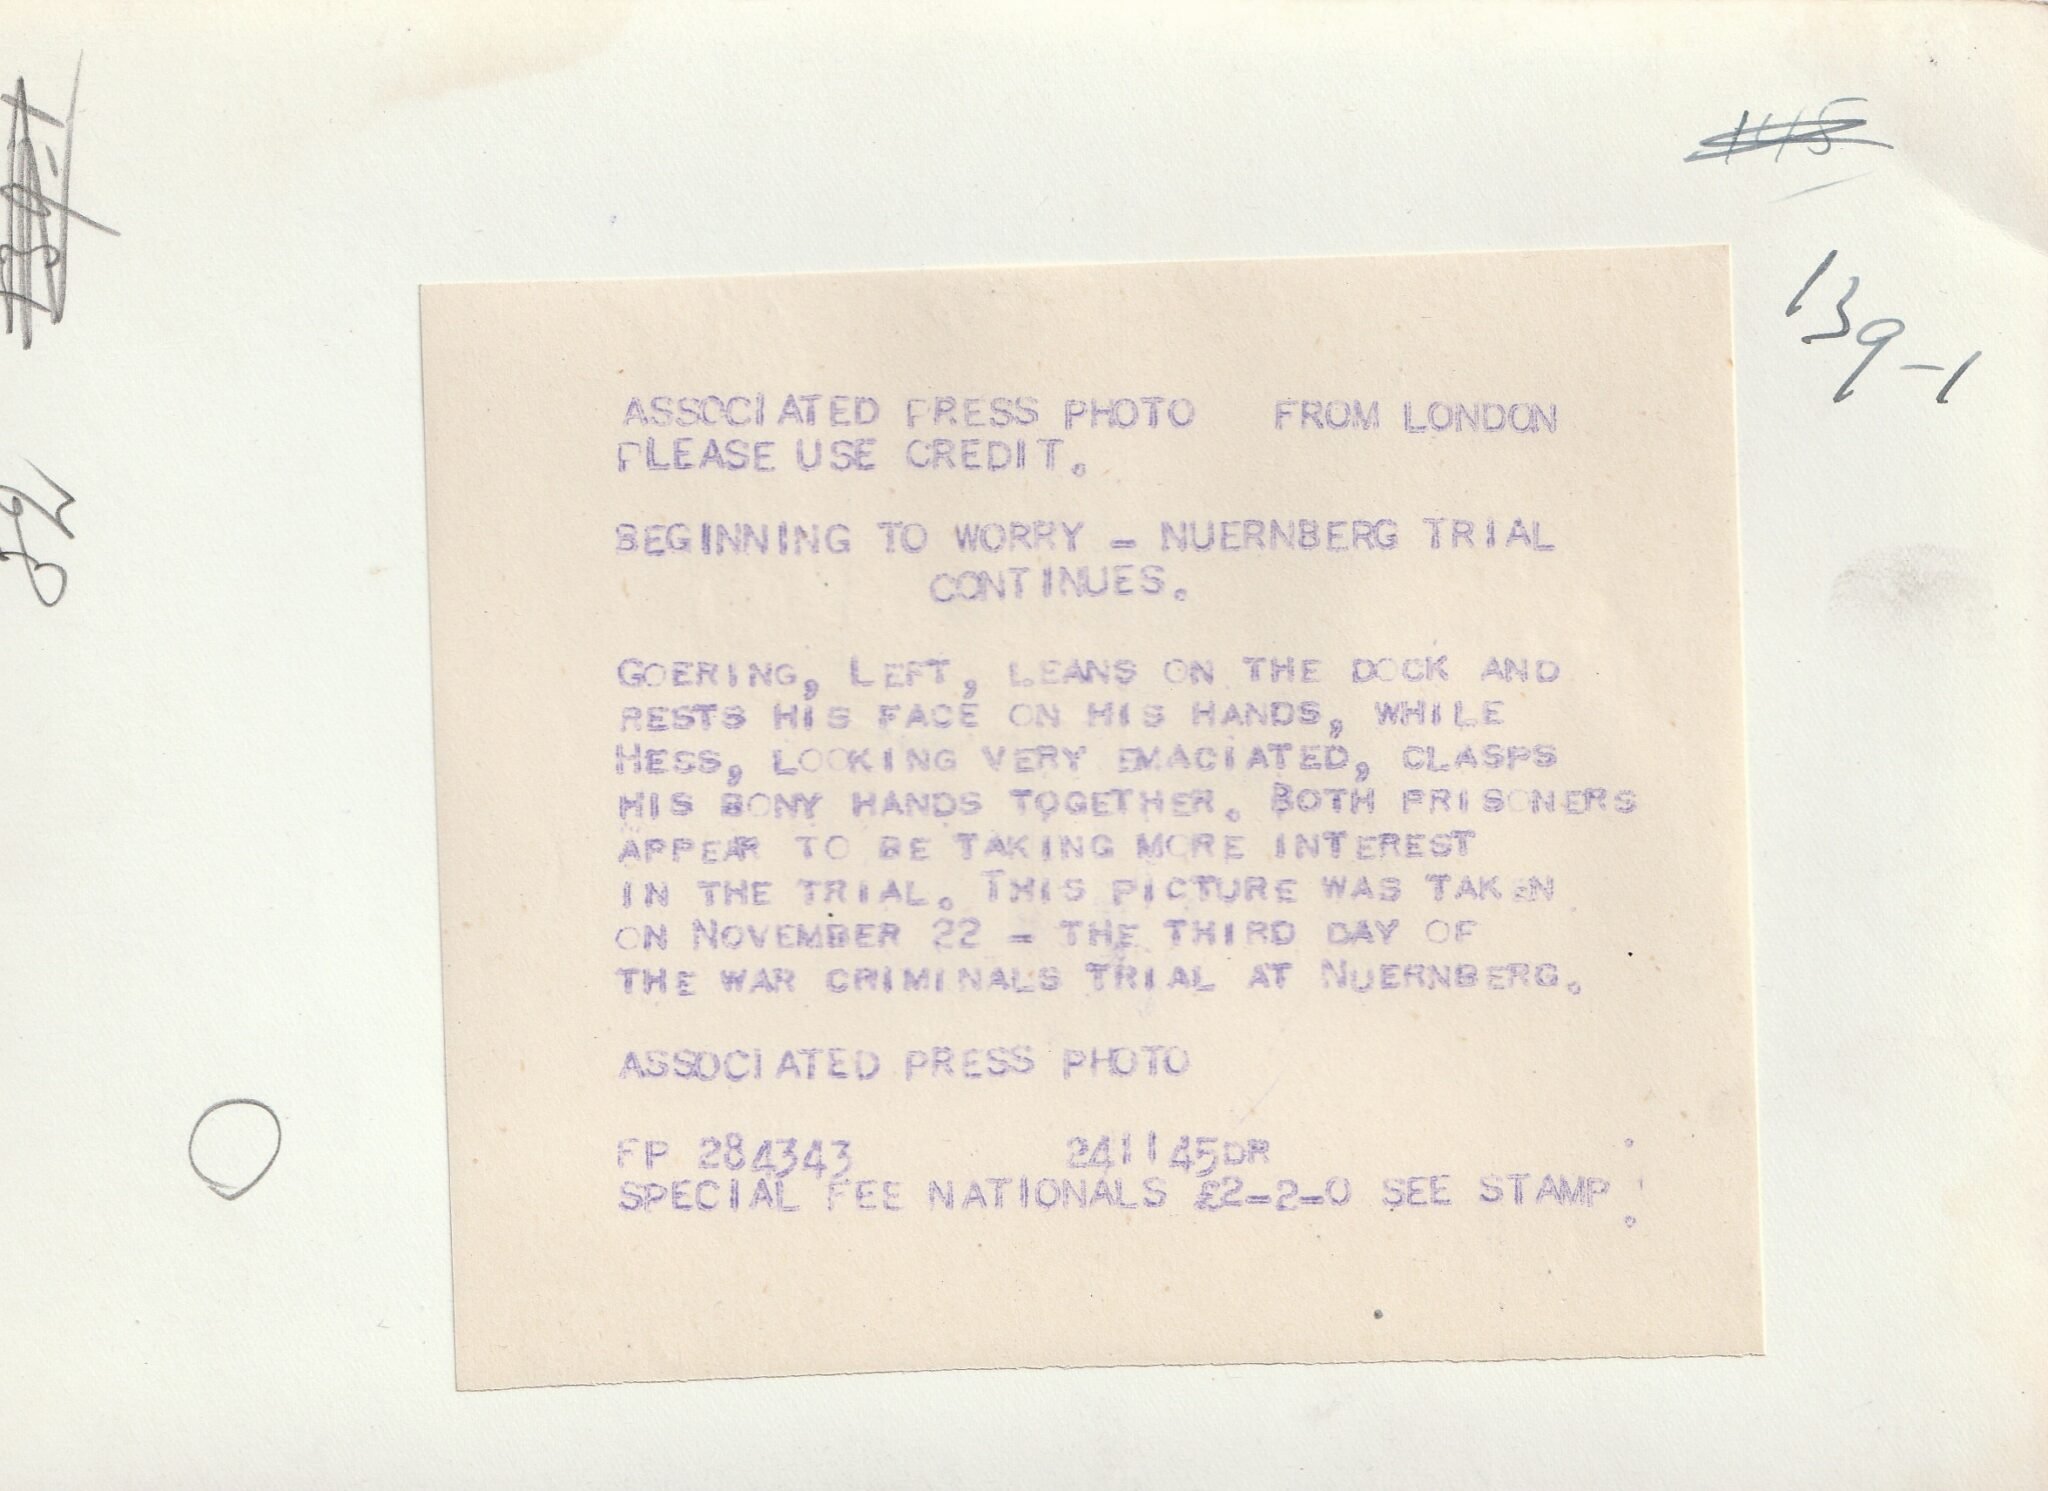 145
139-1
ASSOCIATED PRESS PHOTO FROM LONDON
PLEASE USE CREDIT.
BEGINNING TO WORRY - NUERNBERG TRIAL
CONTINUES.
GOERING, LEFT, LEANS ON THE DOCK AND
RESTS HIS FACE ON HIS HANDS, WHILE
HESS, LOOKING VERY EMACIATED, CLASPS
HIS BONY HANDS TOGETHER. BOTH PRISONERS
APPEAR TO BE TAKING MORE INTEREST
IN THE TRIAL. THIS PICTURE WAS TAKEN
ON NOVEMBER 22 - THE THIRD DAY OF
THE WAR CRIMINALS TRIAL AT NUERNBERG.
ASSOCIATED PRESS PHOTO
FP 284343 241145DR
SPECIAL FEE NATIONALS £2-2-0 SEE STAMP